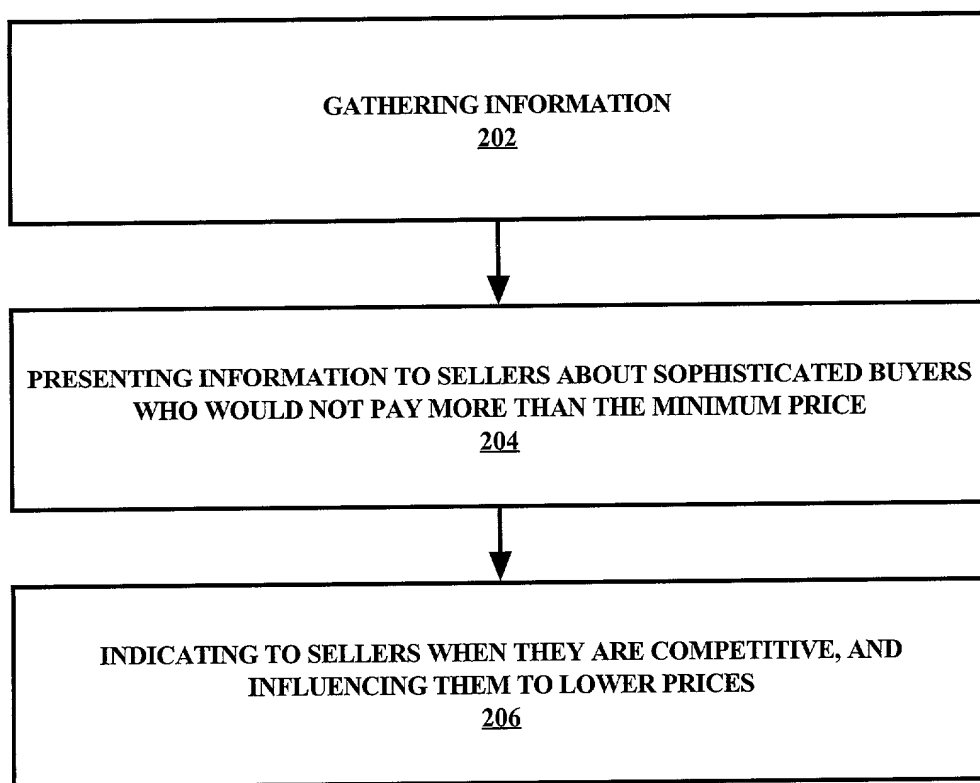 GATHERING INFORMATION
202
PRESENTING INFORMATION TO SELLERS ABOUT SOPHISTICATED BUYERS
WHO WOULD NOT PAY MORE THAN THE MINIMUM PRICE
204
INDICATING TO SELLERS WHEN THEY ARE COMPETITIVE, AND
INFLUENCING THEM TO LOWER PRICES
206